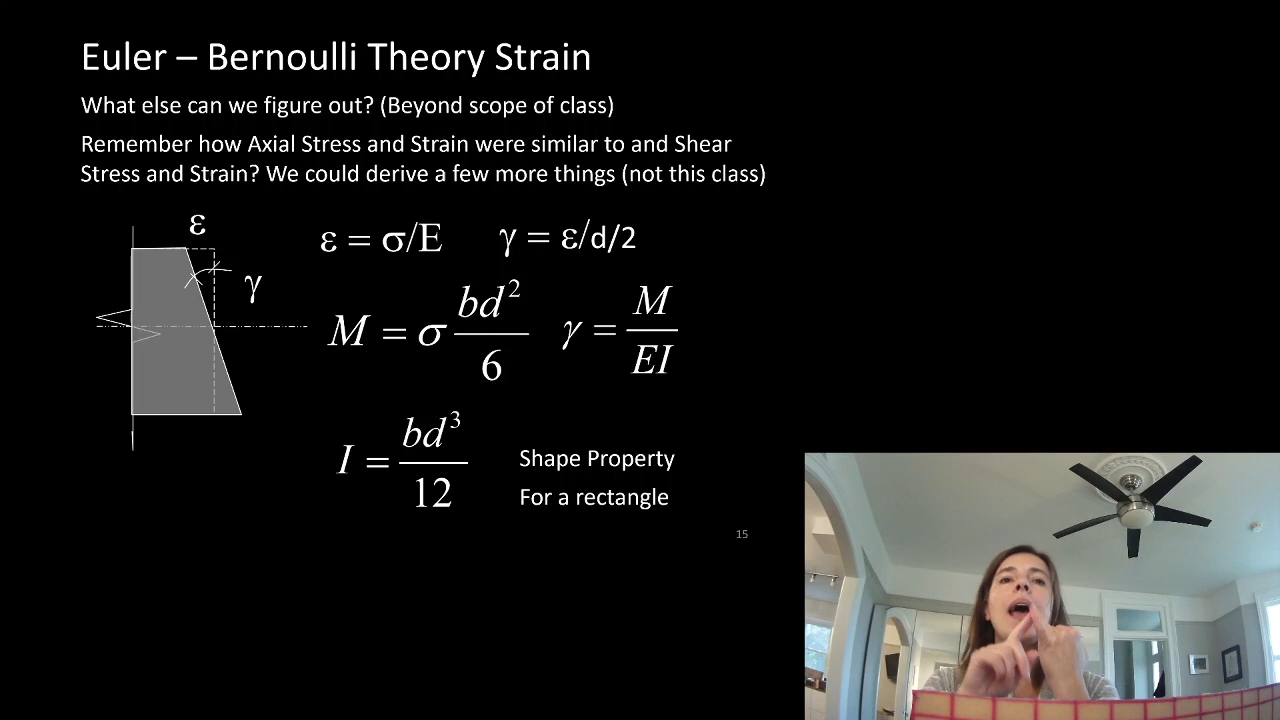 Euler – Bernoulli Theory Strain
What else can we figure out? (Beyond scope of class)
Remember how Axial Stress and Strain were similar to and Shear
Stress and Strain? We could derive a few more things (not this class)
ε
γ
ε = σ/E
γ = ε/d/2
M = σ bd²/6
γ = M/EI
I = bd³/12
Shape Property
For a rectangle
15